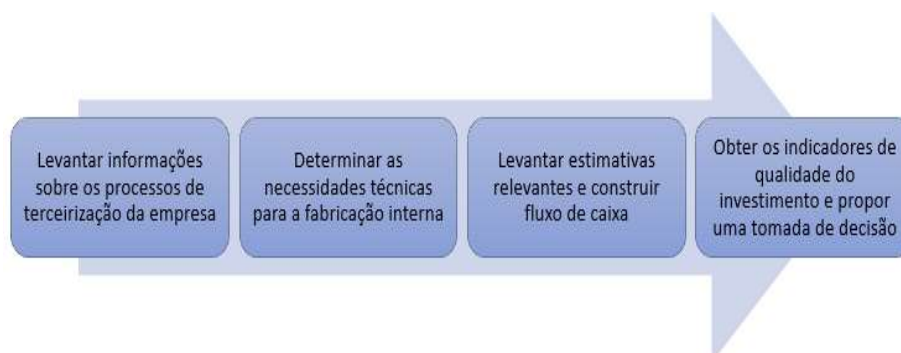 Levantar informações
sobre os processos de
terceirização da empresa
Determinar as
necessidades técnicas
para a fabricação interna
Levantar estimativas
relevantes e construir
fluxo de caixa
Obter os indicadores de
qualidade do
investimento e propor
uma tomada de decisão